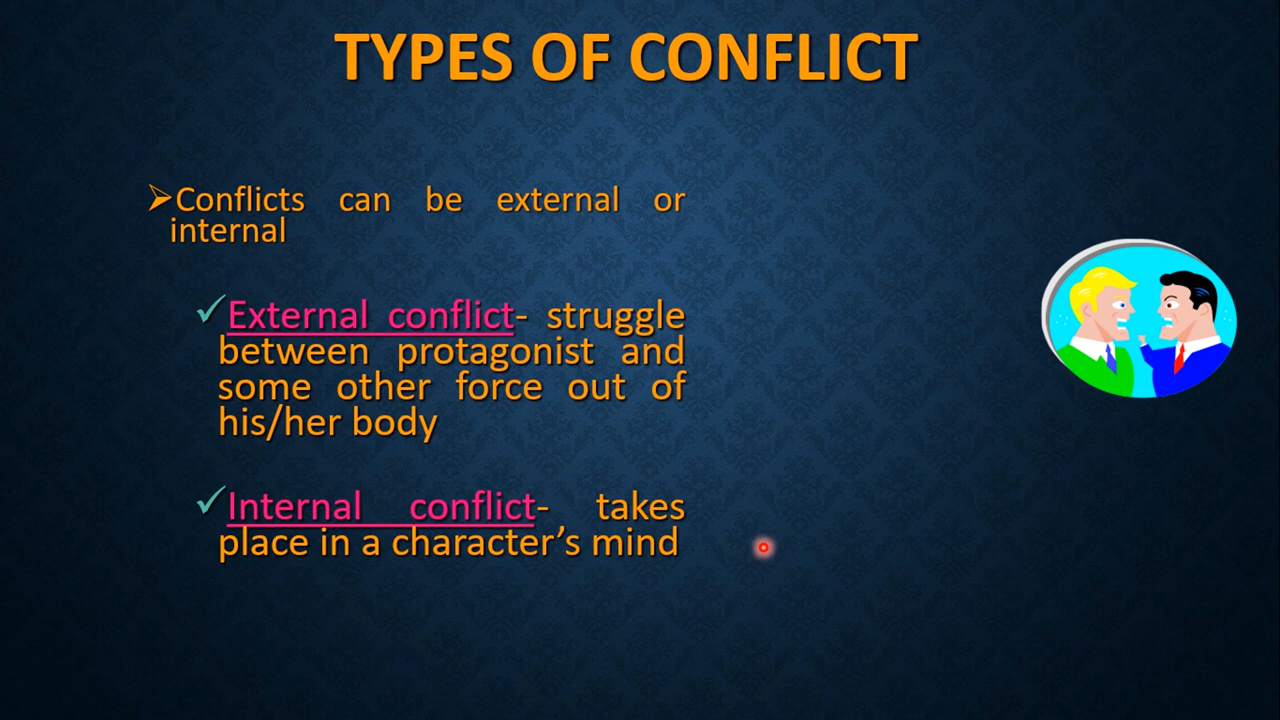 TYPES OF CONFLICT
Conflicts can be external or
internal
External conflict- struggle
between protagonist and
some other force out of
his/her body
Internal conflict- takes
place in a character’s mind